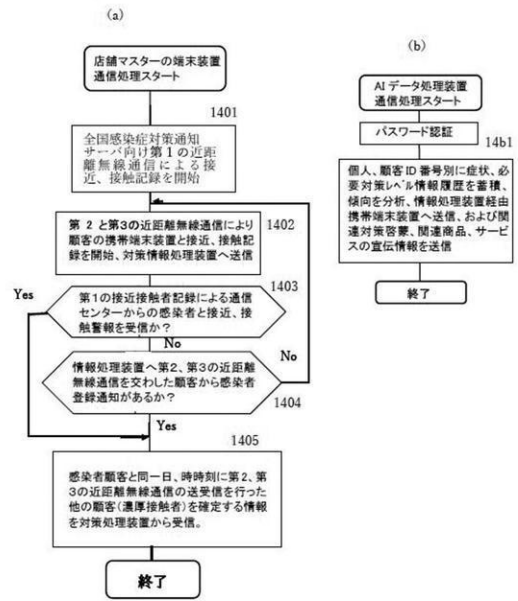 (a)
店舗マスターの端末装置
通信処理スタート
1401
全国感染症対策通知
サーバ向け第1の近距
離無線通信による接
近、接触記録を開始
第2と第3の近距離無線通信により
顧客の携帯端末装置と接近、接触記
録を開始、対策情報処理装置へ送信
1402
Yes
1403
第1の接近接触者記録による通信
センターからの感染者と接近、接
触警報を受信か?
No
情報処理装置へ第2、第3の近距離
無線通信を交わした顧客から感染者
登録通知があるか?
No
1404
Yes
1405
感染者顧客と同一日、時時刻に第2、第
3の近距離無線通信の送受信を行った
他の顧客(濃厚接触者)を確定する情報
を対策処理装置から受信。
終了
(b)
AIデータ処理装置
通信処理スタート
パスワード認証
14b1
個人、顧客ID番号別に症状、必
要対策レベル情報履歴を蓄積、
傾向を分析、情報処理装置経由
携帯端末装置へ送信、および関
連対策啓蒙、関連商品、サービ
スの宣伝情報を送信
終了